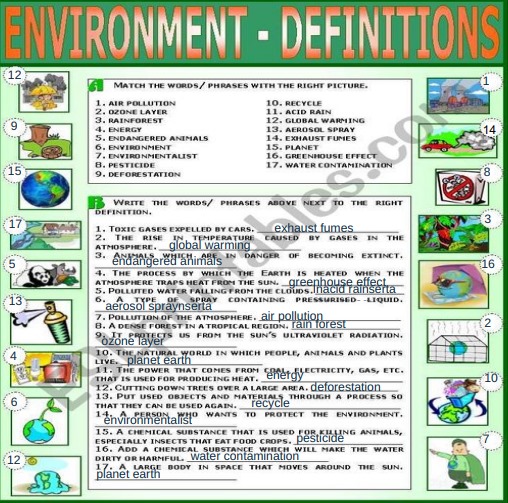 ENVIRONMENT - DEFINITIONS
A MATCH THE WORDS/ PHRASES WITH THE RIGHT PICTURE.
1. AIR POLLUTION
2. OZONE LAYER
3. RAINFOREST
4. ENERGY
5. ENDANGERED ANIMALS
6. ENVIRONMENT
7. ENVIRONMENTALIST
8. PESTICIDE
9. DEFORESTATION
10. RECYCLE
11. ACID RAIN
12. GLOBAL WARMING
13. AEROSOL SPRAY
14. EXHAUST FUMES
15. PLANET
16. GREENHOUSE EFFECT
17. WATER CONTAMINATION
B WRITE THE WORDS/ PHRASES ABOVE NEXT TO THE RIGHT
DEFINITION.
1. TOXIC GASES EXPELLED BY CARS. exhaust fumes
2. THE RISE IN TEMPERATURE CAUSED BY GASES IN THE
ATMOSPHERE. global warming
3. ANIMALS WHICH ARE IN DANGER OF BECOMING EXTINCT.
endangered animals
4. THE PROCESS BY WHICH THE EARTH IS HEATED WHEN THE
ATMOSPHERE TRAPS HEAT FROM THE SUN. greenhouse effect
5. POLLUTED WATER FALLING FROM THE CLOUDS.
6. A TYPE OF SPRAY CONTAINING PRESSURISED LIQUID.
aerosol spraynserta
7. POLLUTION OF THE ATMOSPHERE. air pollution
8. A DENSE FOREST IN A TROPICAL REGION. rain forest
9. IT PROTECTS US FROM THE SUN'S ULTRAVIOLET RADIATION.
ozone layer
10. THE NATURAL WORLD IN WHICH PEOPLE, ANIMALS AND PLANTS
LIVE. planet earth
11. THE POWER THAT COMES FROM COAL, ELECTRICITY, GAS, ETC.
THAT IS USED FOR PRODUCING HEAT. energy
12. CUTTING DOWN TREES OVER A LARGE AREA. deforestation
13. PUT USED OBJECTS AND MATERIALS THROUGH A PROCESS SO
THAT THEY CAN BE USED AGAIN. recycle
14. A PERSON WHO WANTS TO PROTECT THE ENVIRONMENT.
environmentalist
15. A CHEMICAL SUBSTANCE THAT IS USED FOR KILLING ANIMALS,
ESPECIALLY INSECTS THAT EAT FOOD CROPS. pesticide
16. ADD A CHEMICAL SUBSTANCE WHICH WILL MAKE THE WATER
DIRTY OR HARMFUL. water contamination
17. A LARGE BODY IN SPACE THAT MOVES AROUND THE SUN.
planet earth
12
9
15
17
5
13
4
6
12
1
14
8
3
16
2
10
7